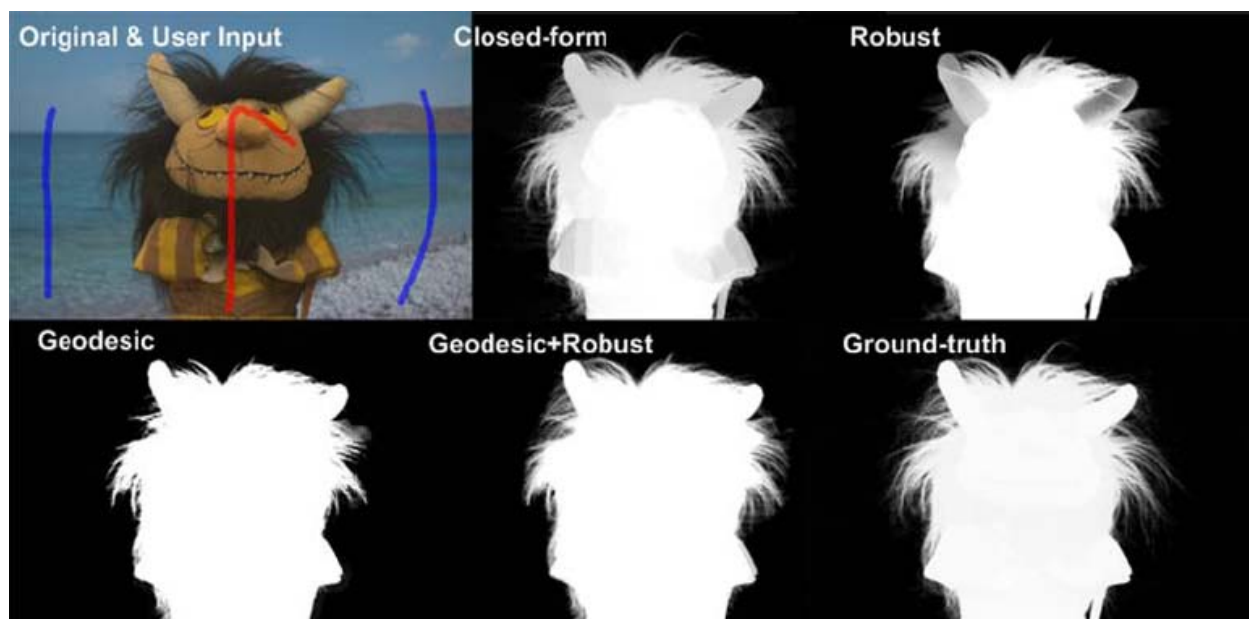 Original & User Input
Closed-form
Robust
Geodesic
Geodesic+Robust
Ground-truth